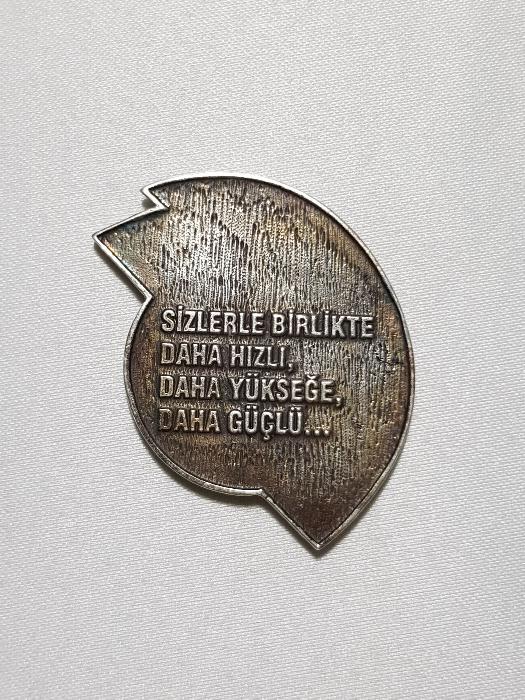 SİZLERLE BİRLİKTE
DAHA HIZLI,
DAHA YÜKSEĞE,
DAHA GÜÇLÜ...